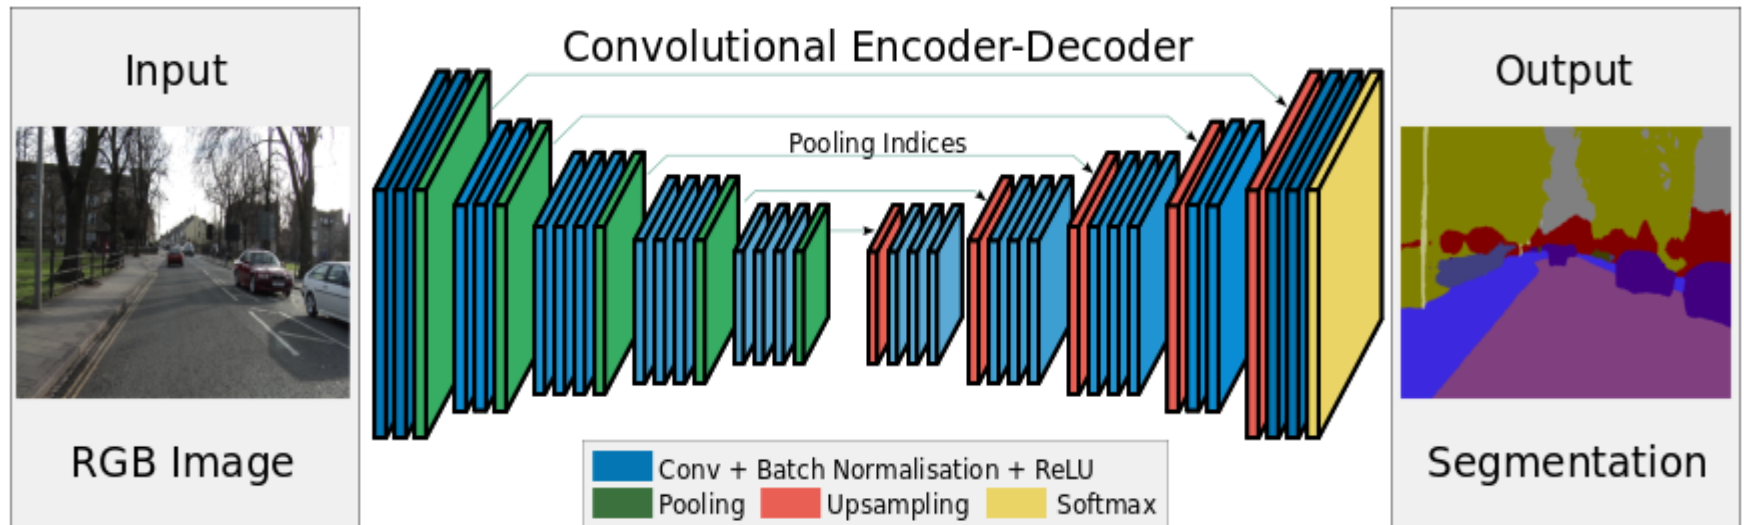 Convolutional Encoder-Decoder
Input
Output
Pooling Indices
RGB Image
Segmentation
Conv + Batch Normalisation + ReLU
Pooling
Upsampling
Softmax